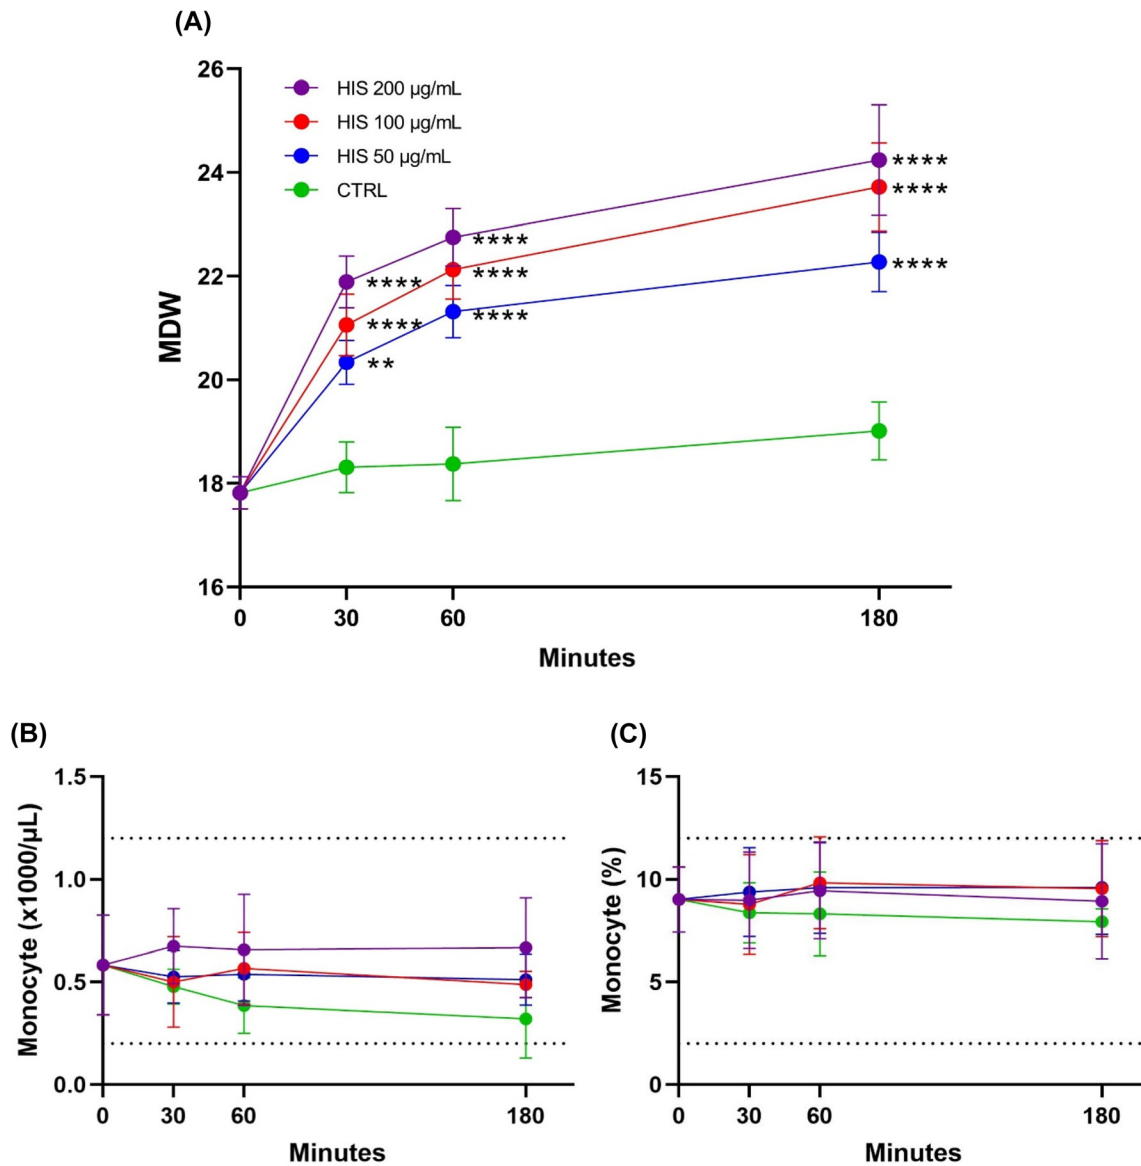 (A)
26
24
22
20
18
16
MDW
HIS 200 µg/mL
HIS 100 µg/mL
HIS 50 µg/mL
CTRL
****
****
****
****
****
****
****
****
**
0 30 60 180
Minutes
(B)
1.5
1.0
0.5
0.0
Monocyte (x1000/µL)
0 30 60 180
Minutes
(C)
15
10
5
0
Monocyte (%)
0 30 60 180
Minutes